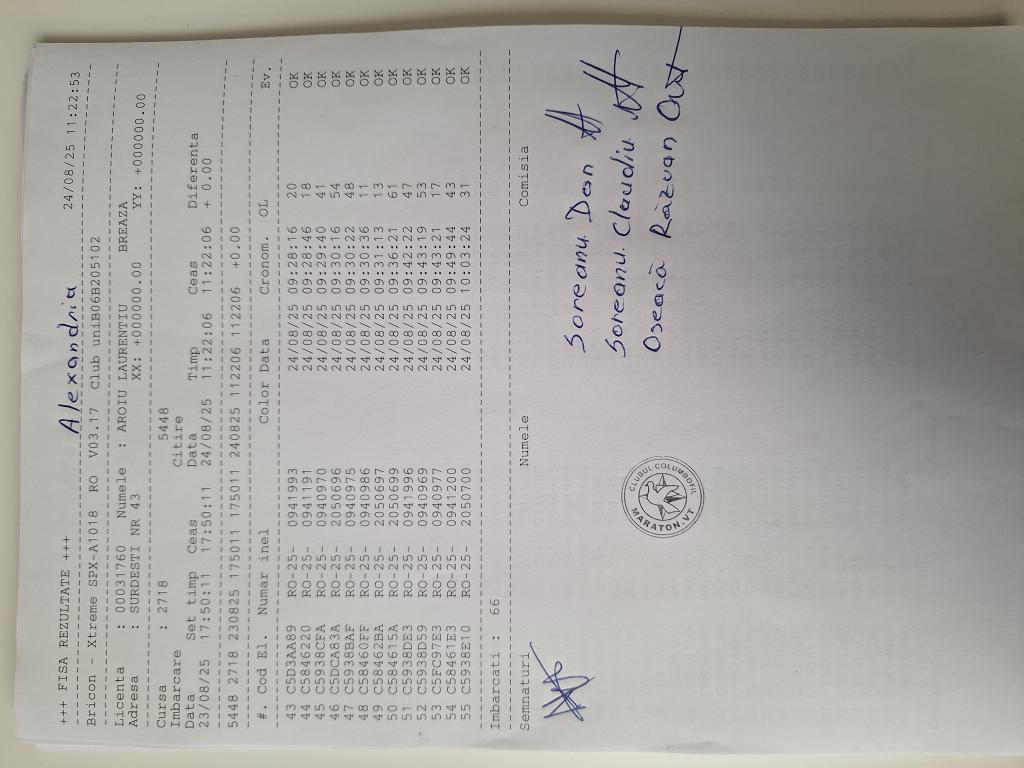 Alexandria
+++ FISA REZULTATE +++ 24/08/25 11:22:53
Bricon - Xtreme SPX-A1018 RO V03.17 Club uniB06B205102
Licenta : 00031760 Numele : AROIU LAURENTIU BREAZA
Adresa : SURDESTI NR 43 XX: +000000.00 YY: +000000.00
Cursa : 2718 5448
Imbarcare Citire
Data Set timp Ceas Data Timp Ceas Diferenta
23/08/25 17:50:11 17:50:11 24/08/25 11:22:06 11:22:06 + 0.00
5448 2718 230825 175011 175011 240825 112206 112206 +0.00
#. Cod El. Numar inel Color Data Cronom. OL Ev.
43 C5D3AA89 RO-25- 0941993 24/08/25 09:28:16 20 OK
44 C5846220 RO-25- 0941191 24/08/25 09:28:46 18 OK
45 C5938CFA RO-25- 0940970 24/08/25 09:29:40 41 OK
46 C5DCA83A RO-25- 2050696 24/08/25 09:30:16 54 OK
47 C5938BAF RO-25- 0940975 24/08/25 09:30:22 48 OK
48 C58460FF RO-25- 0940986 24/08/25 09:30:36 11 OK
49 C58462BA RO-25- 2050697 24/08/25 09:31:13 13 OK
50 C584615A RO-25- 2050699 24/08/25 09:36:21 61 OK
51 C5938DE3 RO-25- 0941996 24/08/25 09:42:22 47 OK
52 C5938D59 RO-25- 0940969 24/08/25 09:43:19 53 OK
53 C5FC97E3 RO-25- 0940977 24/08/25 09:43:21 17 OK
54 C58461E3 RO-25- 0941200 24/08/25 09:49:44 43 OK
55 C5938E10 RO-25- 2050700 24/08/25 10:03:24 31 OK
Imbarcati : 66
Semnaturi Numele Comisia
Soreanu Dan
Soreanu Claudiu
Oseacă Răzvan
CLUBUL COLUMBOFIL
MARATON.VT